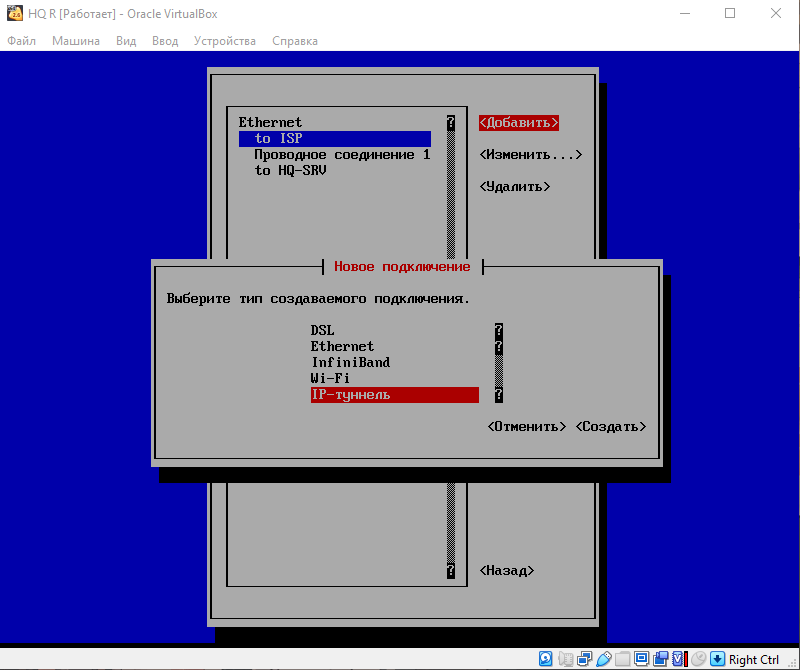 HQ R [Работает] - Oracle VirtualBox
Файл Машина Вид Ввод Устройства Справка
Ethernet ? <Добавить>
to ISP
Проводное соединение 1 <Изменить...>
to HQ-SRV
<Удалить>
Новое подключение
Выберите тип создаваемого подключения.
DSL ?
Ethernet ?
InfiniBand
Wi-Fi
IP-туннель ?
<Отменить> <Создать>
? <Назад>
Right Ctrl